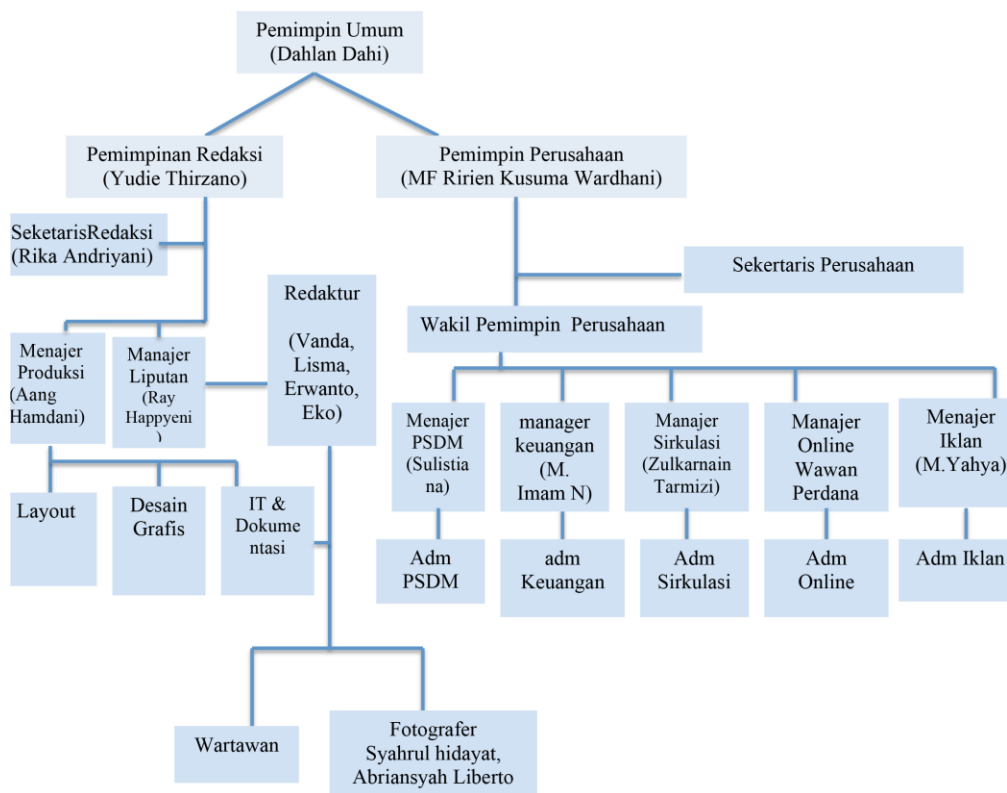 Pemimpin Umum
(Dahlan Dahi)
Pemimpinan Redaksi
(Yudie Thirzano)
Pemimpin Perusahaan
(MF Ririen Kusuma Wardhani)
SeketarisRedaksi
(Rika Andriyani)
Sekertaris Perusahaan
Redaktur
(Vanda,
Lisma,
Erwanto,
Eko)
Wakil Pemimpin Perusahaan
Menajer
Produksi
(Aang
Hamdani)
Manajer
Liputan
(Ray
Happyeni
)
Menajer
PSDM
(Sulistia
na)
manager
keuangan
(M.
Imam N)
Manajer
Sirkulasi
(Zulkarnain
Tarmizi)
Manajer
Online
Wawan
Perdana
Menajer
Iklan
(M.Yahya)
Layout
Desain
Grafis
IT &
Dokume
ntasi
Adm
PSDM
adm
Keuangan
Adm
Sirkulasi
Adm
Online
Adm Iklan
Wartawan
Fotografer
Syahrul hidayat,
Abriansyah Liberto